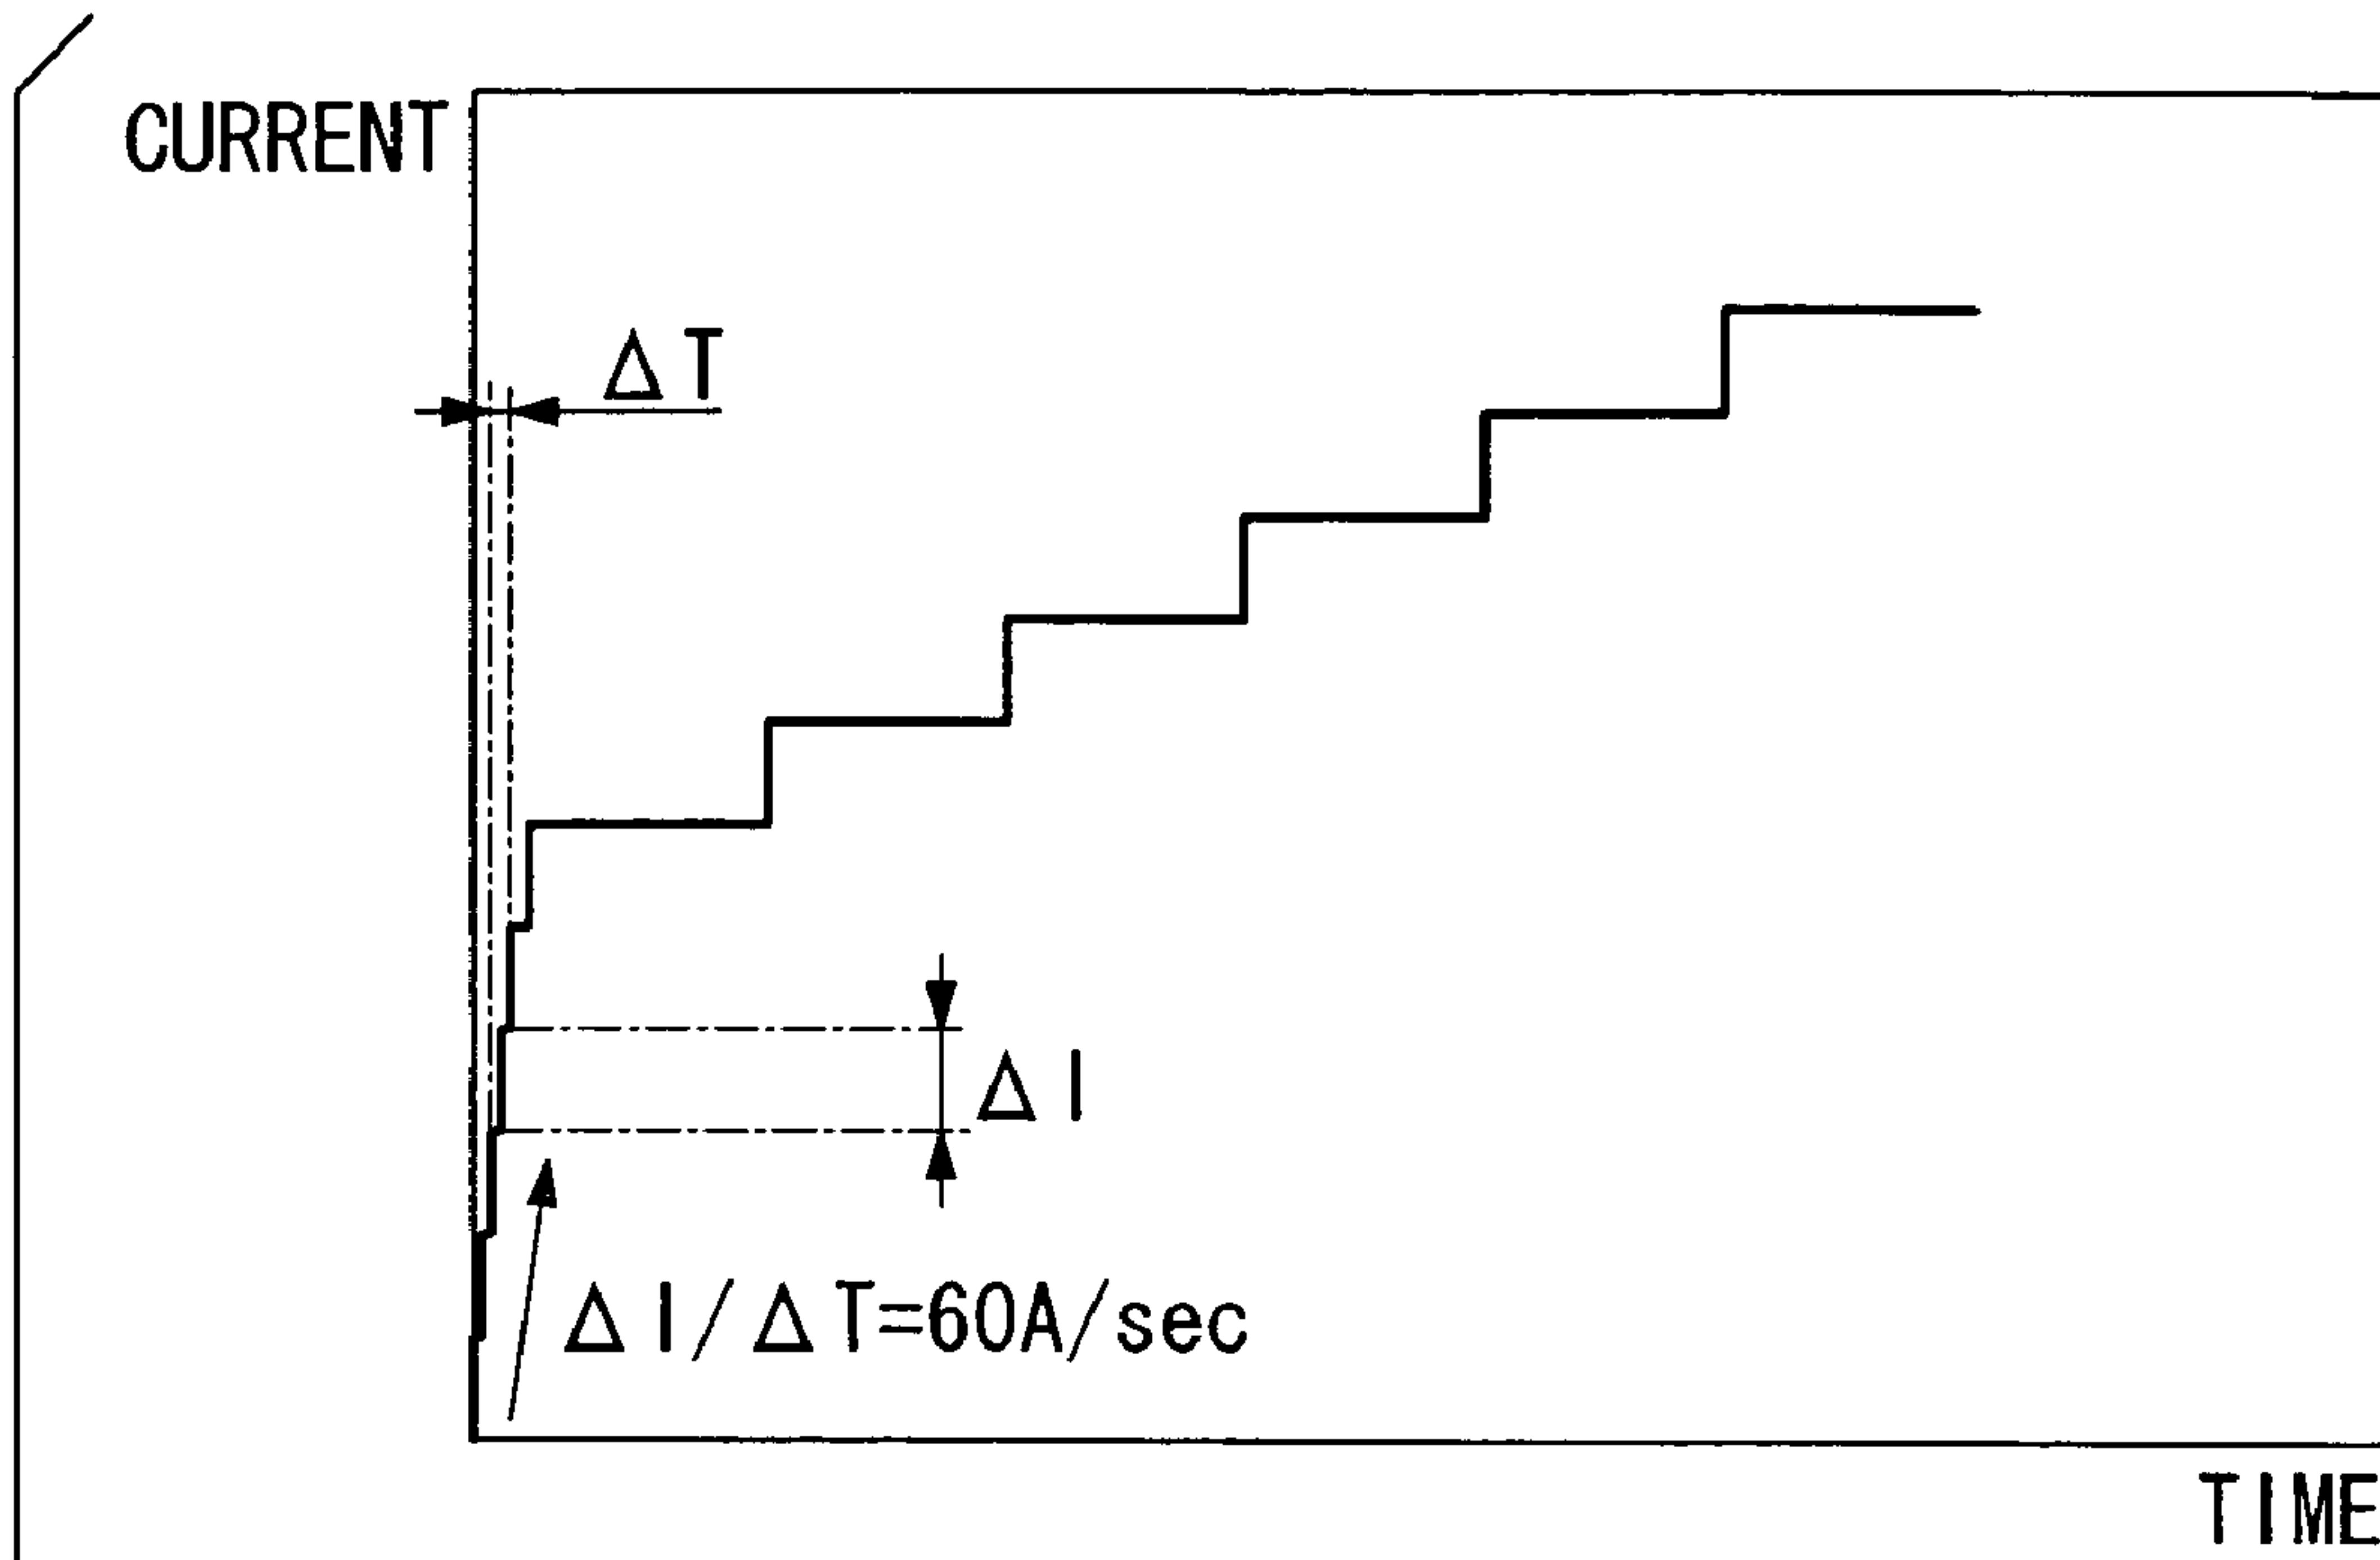 CURRENT
ΔT
ΔI
ΔI/ΔT=60A/sec
TIME